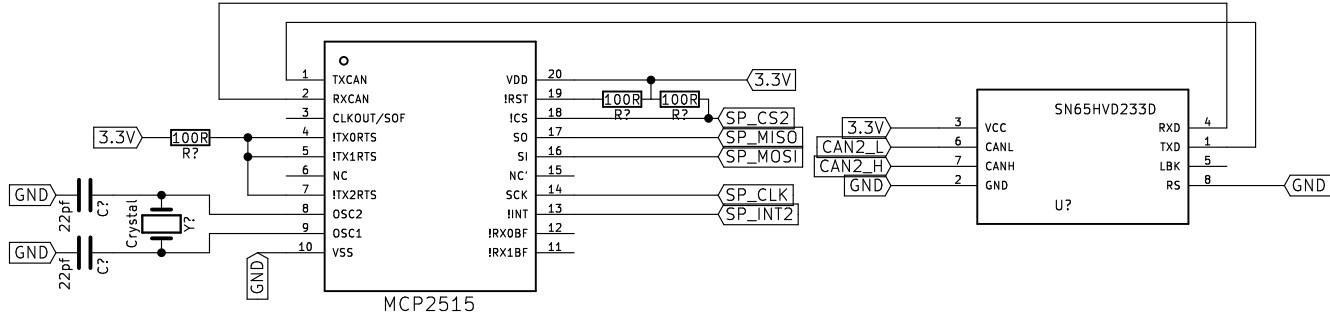 1 TXCAN VDD 20 3.3V
2 RXCAN !RST 19 100R 100R
R? R?
3 CLKOUT/SOF !CS 18 SP_CS2
3.3V 100R 4 !TX0RTS SO 17 SP_MISO
R?
5 !TX1RTS SI 16 SP_MOSI
6 NC NC' 15
7 !TX2RTS SCK 14 SP_CLK
8 OSC2 !INT 13 SP_INT2
9 OSC1 !RX0BF 12
10 VSS !RX1BF 11
GND
MCP2515
GND 22pf C?
Crystal Y?
GND 22pf C?
SN65HVD233D
3.3V 3 VCC RXD 4
CAN2_L 6 CANL TXD 1
CAN2_H 7 CANH LBK 5
GND 2 GND RS 8 GND
U?